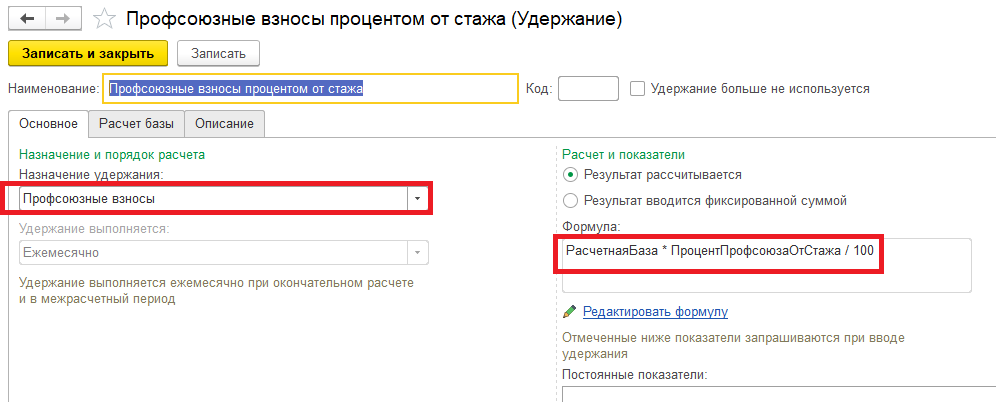 Профсоюзные взносы процентом от стажа (Удержание)
Записать и закрыть Записать
Наименование: Профсоюзные взносы процентом от стажа Код: Удержание больше не используется
Основное Расчет базы Описание
Назначение и порядок расчета
Назначение удержания:
Профсоюзные взносы
Удержание выполняется:
Ежемесячно
Удержание выполняется ежемесячно при окончательном расчете
и в межрасчетный период
Расчет и показатели
Результат рассчитывается
Результат вводится фиксированной суммой
Формула:
РасчетнаяБаза * ПроцентПрофсоюзаОтСтажа / 100
Редактировать формулу
Отмеченные ниже показатели запрашиваются при вводе
удержания
Постоянные показатели: